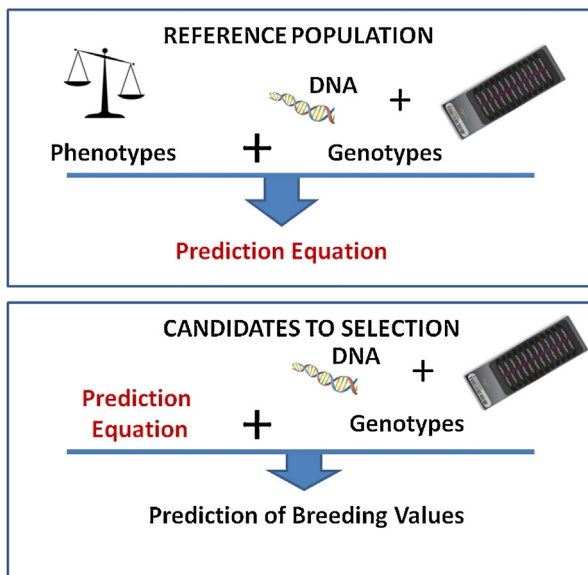 REFERENCE POPULATION
DNA
+
Phenotypes + Genotypes
Prediction Equation
CANDIDATES TO SELECTION
DNA
+
Prediction
Equation + Genotypes
Prediction of Breeding Values